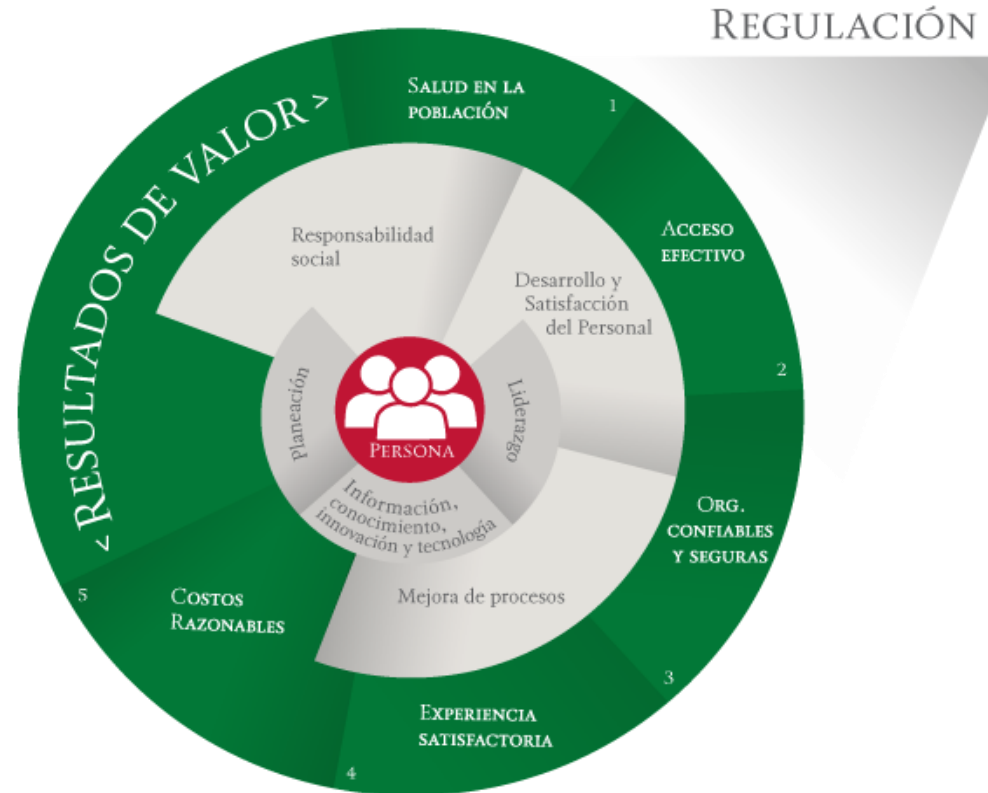 REGULACIÓN
< RESULTADOS DE VALOR >
SALUD EN LA
POBLACIÓN
1
ACCESO
EFECTIVO
2
ORG.
CONFIABLES
Y SEGURAS
3
EXPERIENCIA
SATISFACTORIA
4
COSTOS
RAZONABLES
5
Responsabilidad
social
Desarrollo y
Satisfacción
del Personal
Mejora de procesos
Planeación
Liderazgo
Información,
conocimiento,
innovación y tecnología
PERSONA